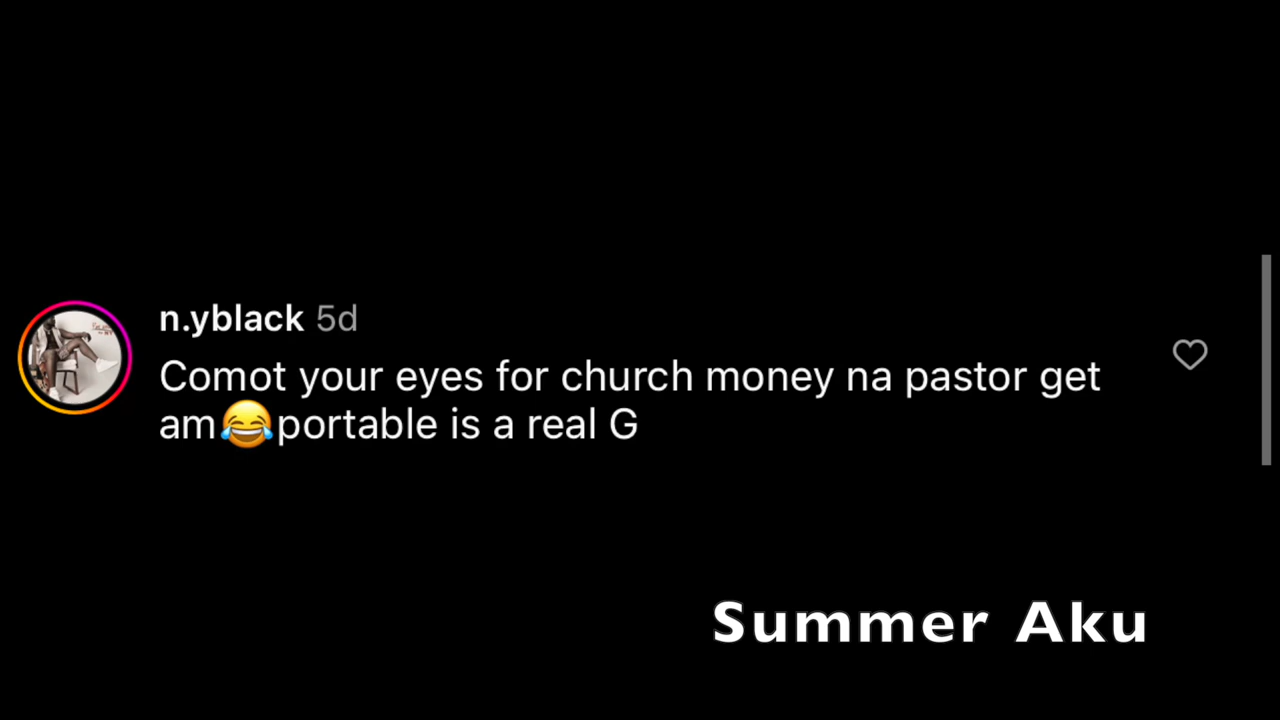 n.yblack 5d
Comot your eyes for church money na pastor get
am😂portable is a real G
Summer Aku